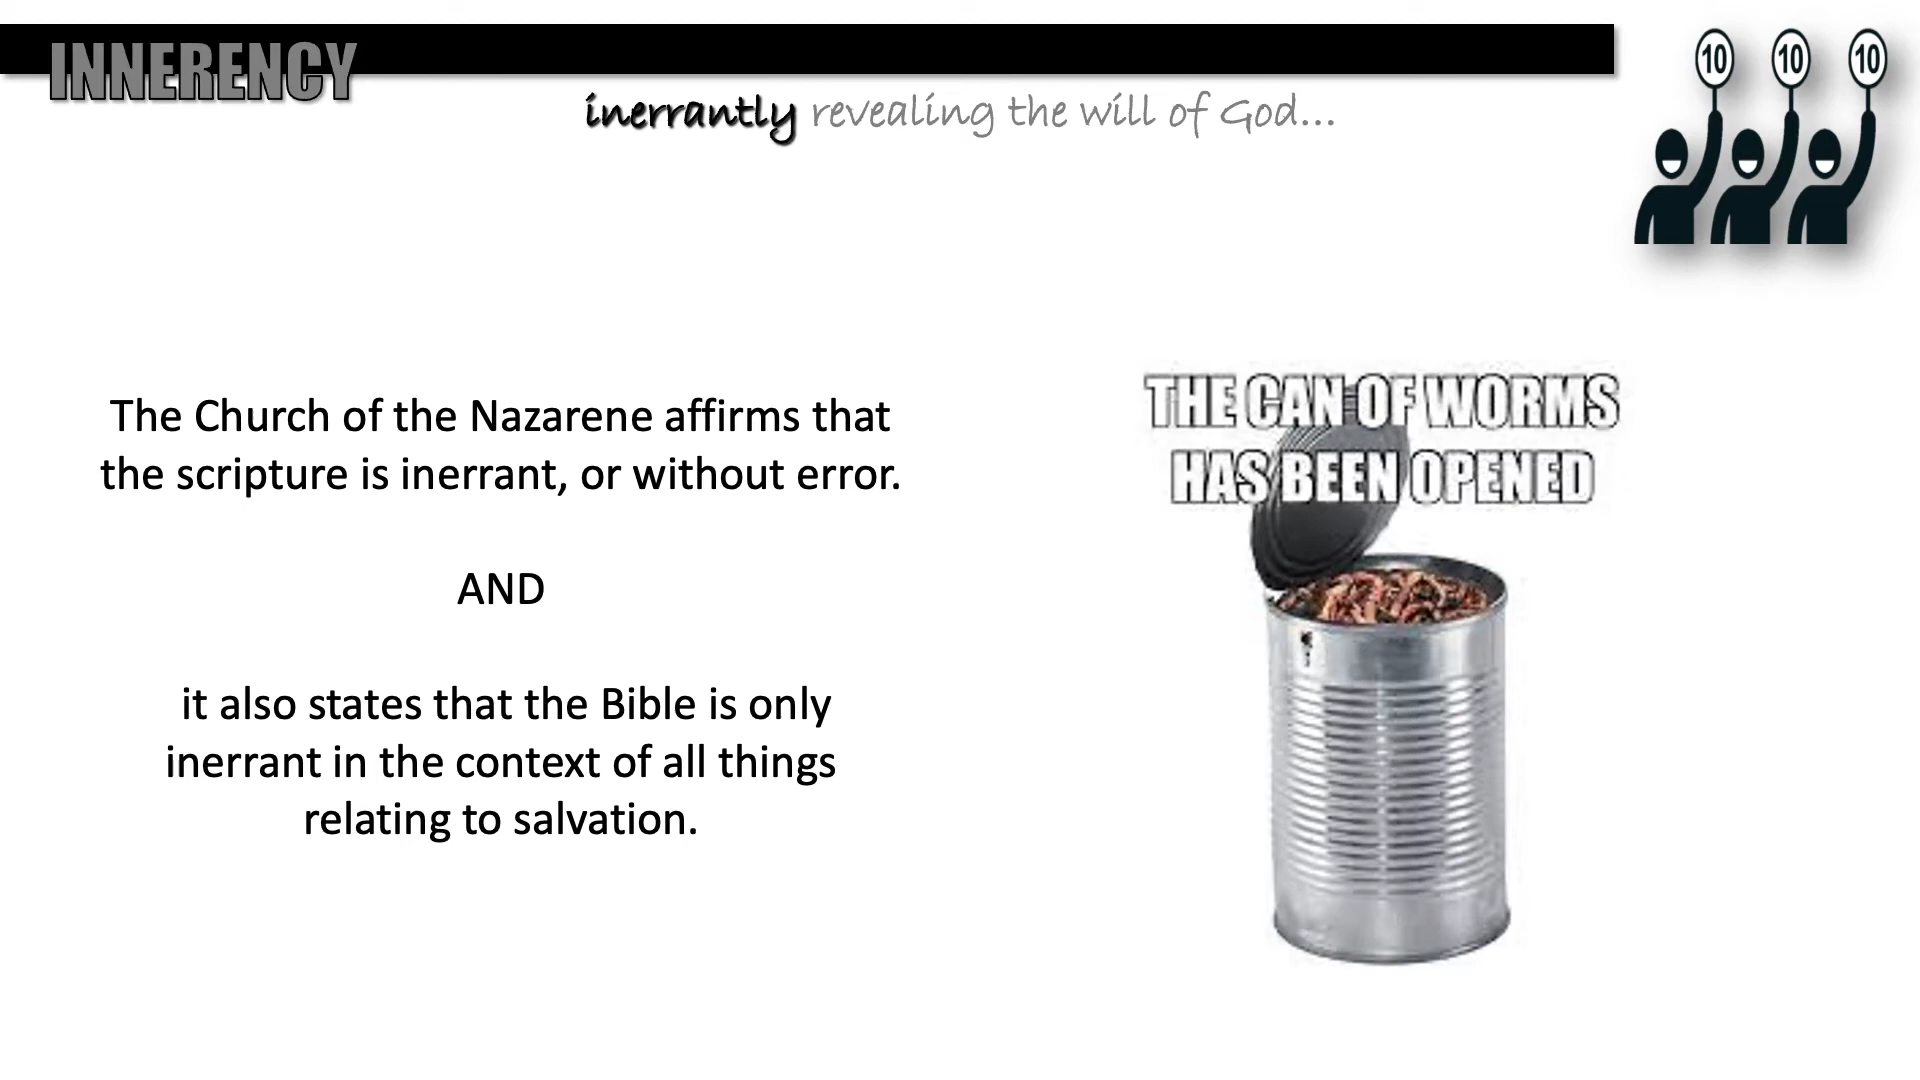 INNERENCY
inerrantly revealing the will of God...
10 10 10
The Church of the Nazarene affirms that
the scripture is inerrant, or without error.
AND
it also states that the Bible is only
inerrant in the context of all things
relating to salvation.
THE CAN OF WORMS
HAS BEEN OPENED